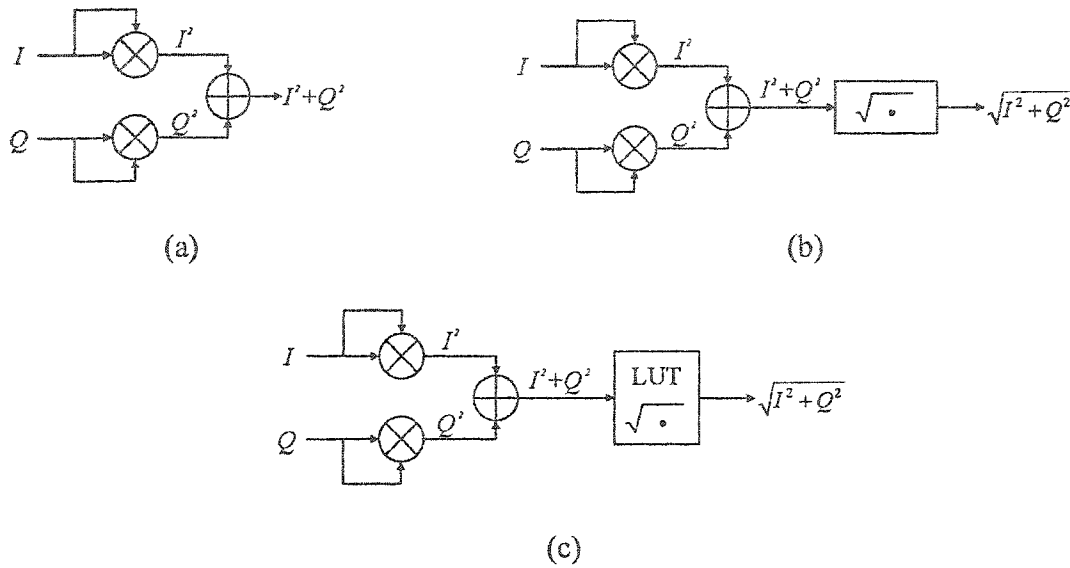 I
I²
I²+Q²
Q
Q²
(a)
I
I²
I²+Q²
√•
√I²+Q²
Q
Q²
(b)
I
I²
I²+Q²
LUT
√•
√I²+Q²
Q
Q²
(c)